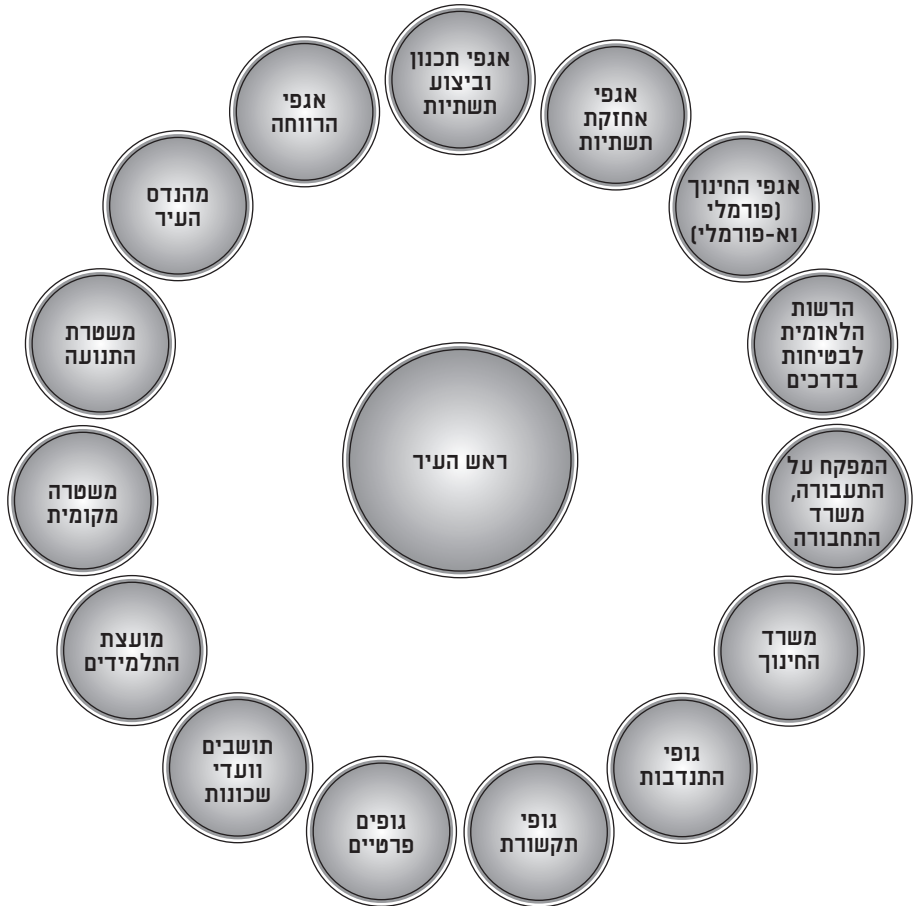 אגפי תכנון
וביצוע
תשתיות
אגפי
אחזקת
תשתיות
אגפי החינוך
(פורמלי
וא-פורמלי)
הרשות
הלאומית
לבטיחות
בדרכים
המפקח על
התעבורה,
משרד
התחבורה
משרד
החינוך
גופי
התנדבות
גופי
תקשורת
גופים
פרטיים
תושבים
וועדי
שכונות
מועצת
התלמידים
משטרה
מקומית
משטרת
התנועה
מהנדס
העיר
אגפי
הרווחה
ראש העיר